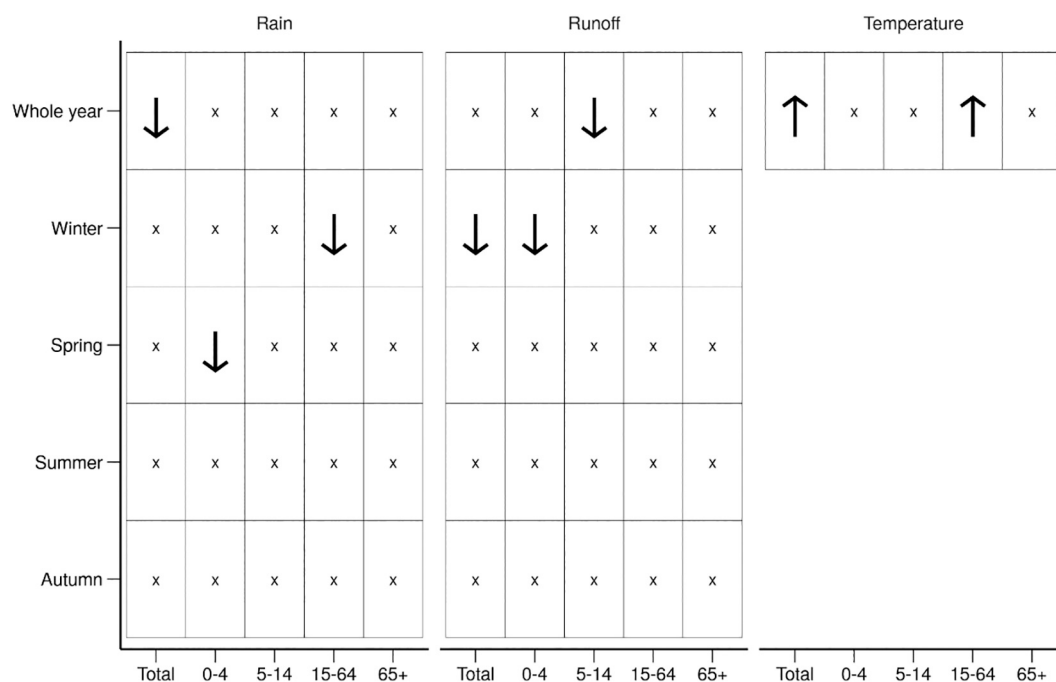 Rain Runoff Temperature
Whole year ↓ x x x x x x ↓ x x ↑ x x ↑ x
Winter x x x ↓ x ↓ ↓ x x x
Spring x ↓ x x x x x x x x
Summer x x x x x x x x x x
Autumn x x x x x x x x x x
Total 0-4 5-14 15-64 65+ Total 0-4 5-14 15-64 65+ Total 0-4 5-14 15-64 65+